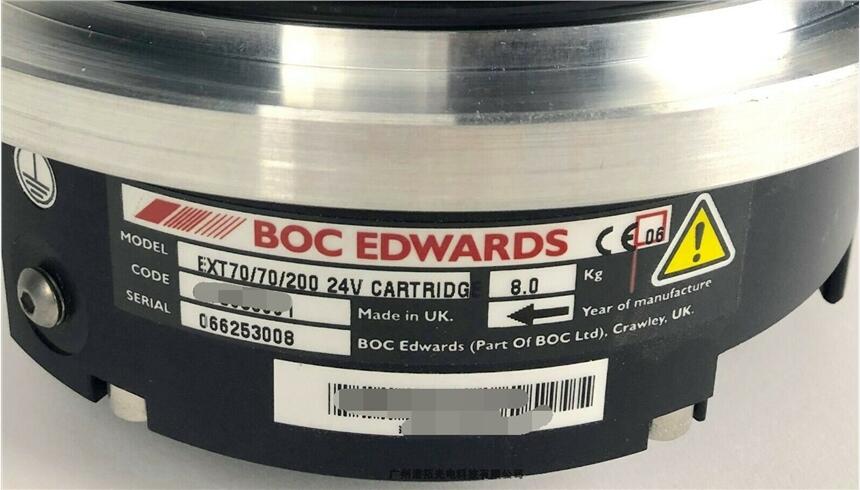 BOC EDWARDS CE 06
MODEL EXT70/70/200 24V CARTRIDGE 8.0 Kg
CODE Made in UK. Year of manufacture
SERIAL 066253008 BOC Edwards (Part Of BOC Ltd), Crawley, UK.